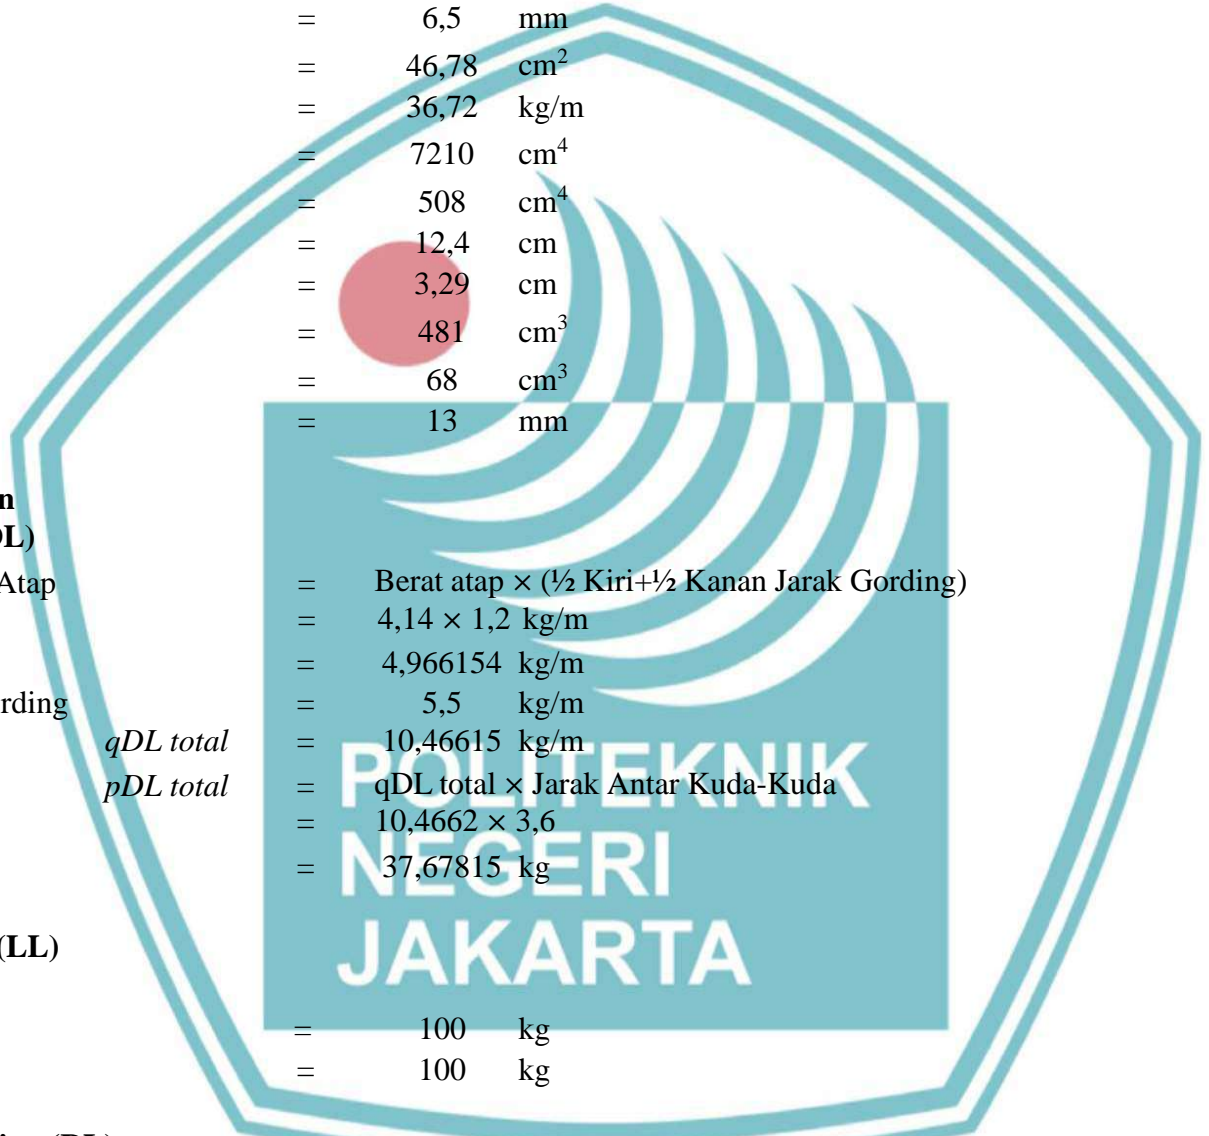 = 6,5 mm
= 46,78 cm²
= 36,72 kg/m
= 7210 cm⁴
= 508 cm⁴
= 12,4 cm
= 3,29 cm
= 481 cm³
= 68 cm³
= 13 mm
Atap = Berat atap × (½ Kiri+½ Kanan Jarak Gording)
= 4,14 × 1,2 kg/m
= 4,966154 kg/m
= 5,5 kg/m
qDL total = 10,46615 kg/m
pDL total = qDL total × Jarak Antar Kuda-Kuda
= 10,4662 × 3,6
= 37,67815 kg
(LL)
= 100 kg
= 100 kg
POLITEKNIK
NEGERI
JAKARTA